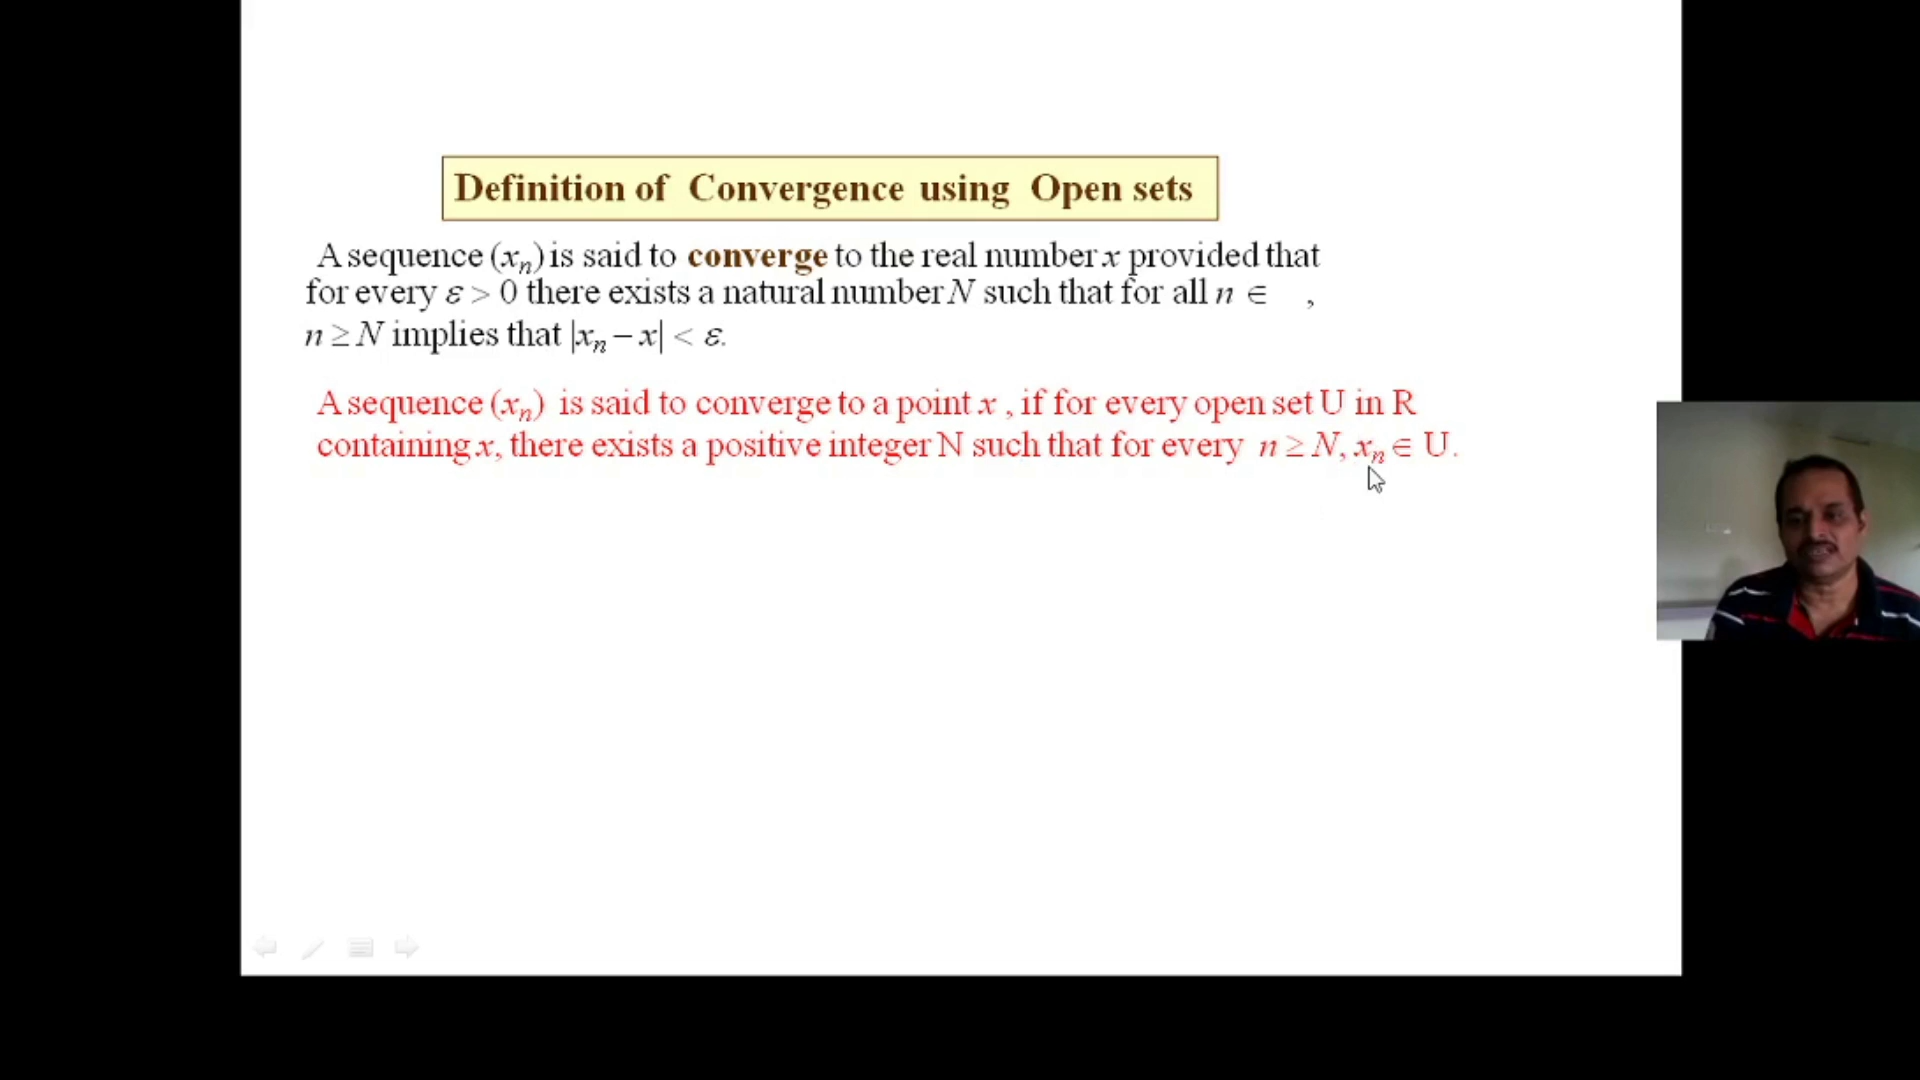 Definition of Convergence using Open sets
A sequence (xₙ) is said to converge to the real number x provided that
for every ε > 0 there exists a natural number N such that for all n ∈ ,
n ≥ N implies that |xₙ − x| < ε.
A sequence (xₙ) is said to converge to a point x , if for every open set U in R
containing x, there exists a positive integer N such that for every n ≥ N, xₙ ∈ U.